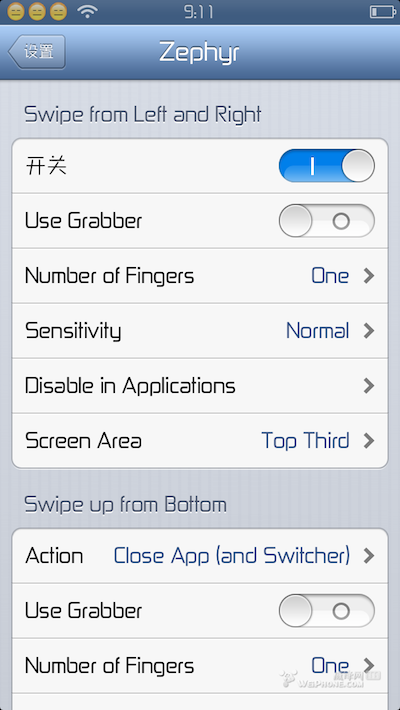 9:11
设置
Zephyr
Swipe from Left and Right
开关
Use Grabber
Number of Fingers One
Sensitivity Normal
Disable in Applications
Screen Area Top Third
Swipe up from Bottom
Action Close App (and Switcher)
Use Grabber
Number of Fingers One
WeiPhone.com